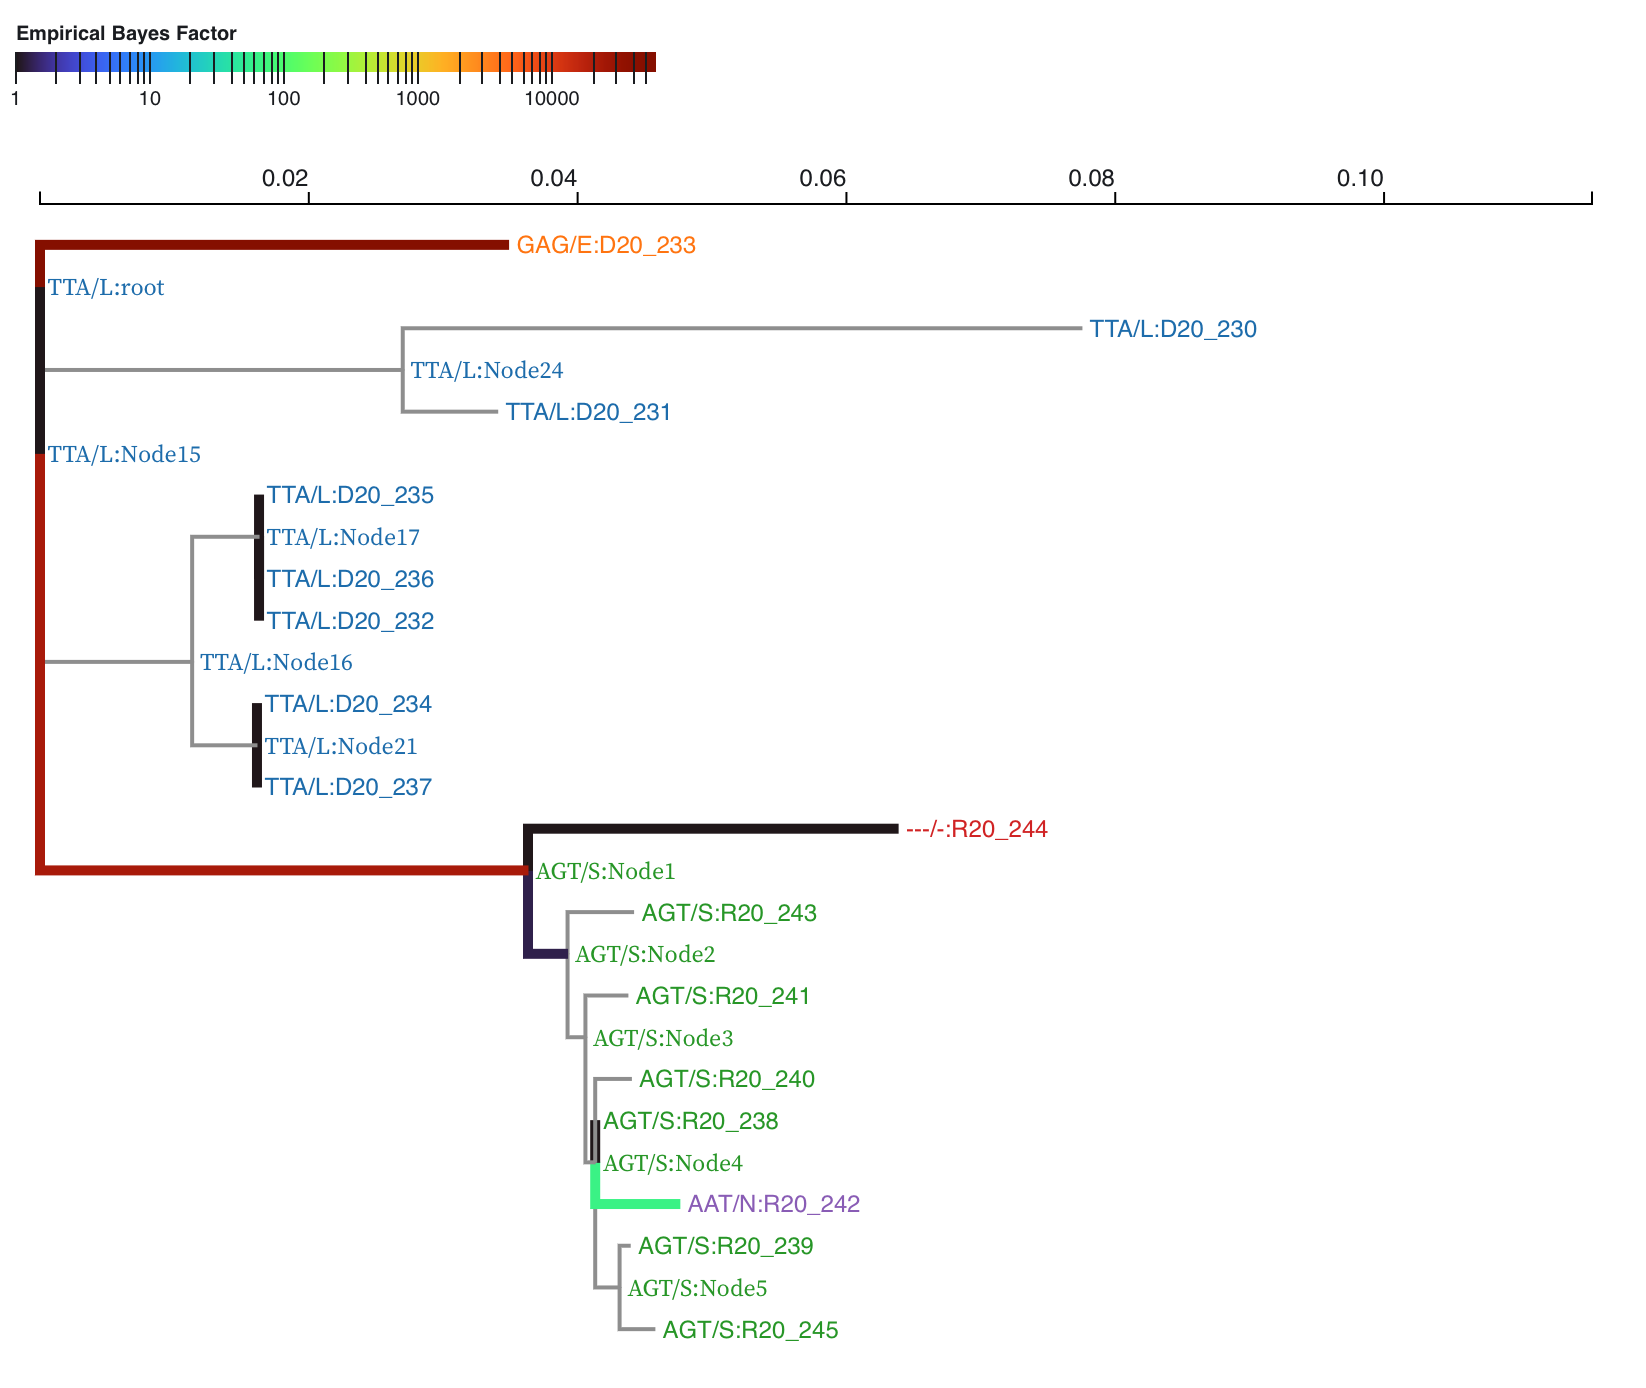 Empirical Bayes Factor
1 10 100 1000 10000
0.02 0.04 0.06 0.08 0.10
GAG/E:D20_233
TTA/L:root
TTA/L:D20_230
TTA/L:Node24
TTA/L:D20_231
TTA/L:Node15
TTA/L:D20_235
TTA/L:Node17
TTA/L:D20_236
TTA/L:D20_232
TTA/L:Node16
TTA/L:D20_234
TTA/L:Node21
TTA/L:D20_237
---/-:R20_244
AGT/S:Node1
AGT/S:R20_243
AGT/S:Node2
AGT/S:R20_241
AGT/S:Node3
AGT/S:R20_240
AGT/S:R20_238
AGT/S:Node4
AAT/N:R20_242
AGT/S:R20_239
AGT/S:Node5
AGT/S:R20_245